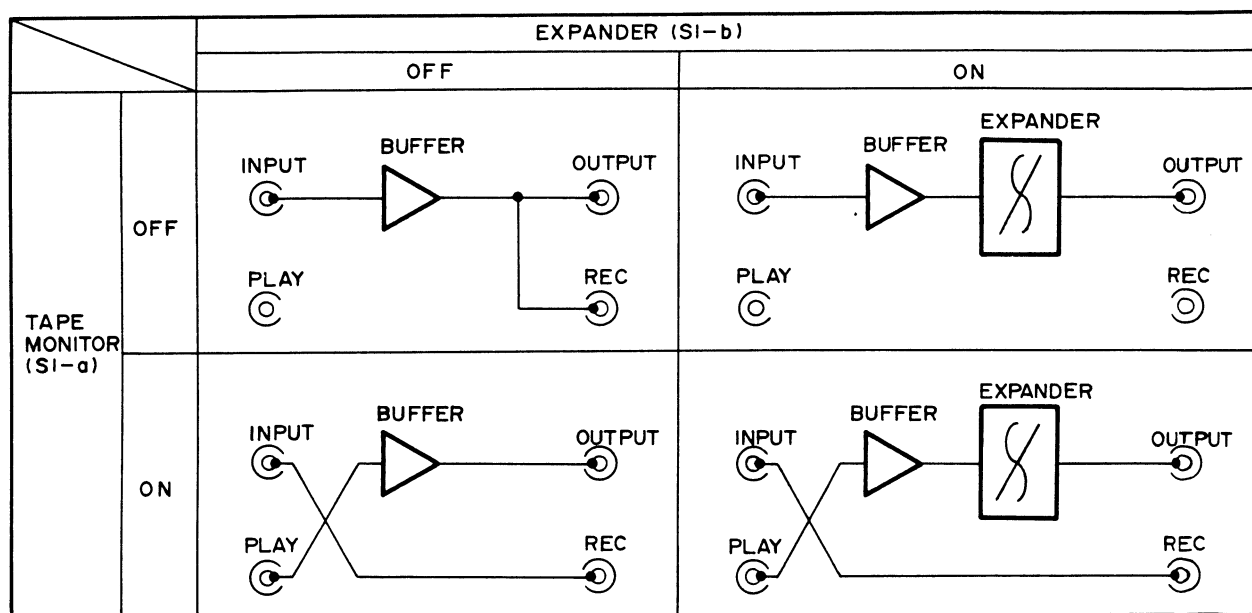 EXPANDER (S1-b)
OFF
ON
TAPE
MONITOR
(S1-a)
OFF
INPUT
BUFFER
OUTPUT
PLAY
REC
INPUT
BUFFER
EXPANDER
OUTPUT
PLAY
REC
ON
INPUT
BUFFER
OUTPUT
PLAY
REC
INPUT
BUFFER
EXPANDER
OUTPUT
PLAY
REC